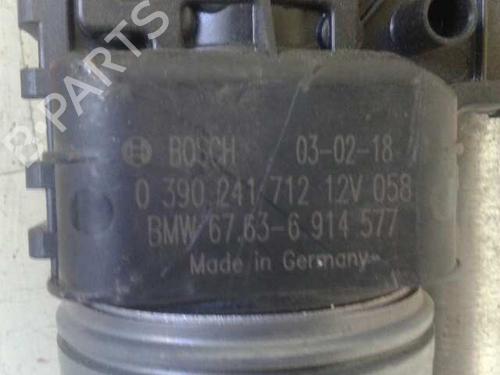 BOSCH 03-02-18
0 390 241 712 12V 058
BMW 67.63-6 914 577
Made in Germany
B-PARTS